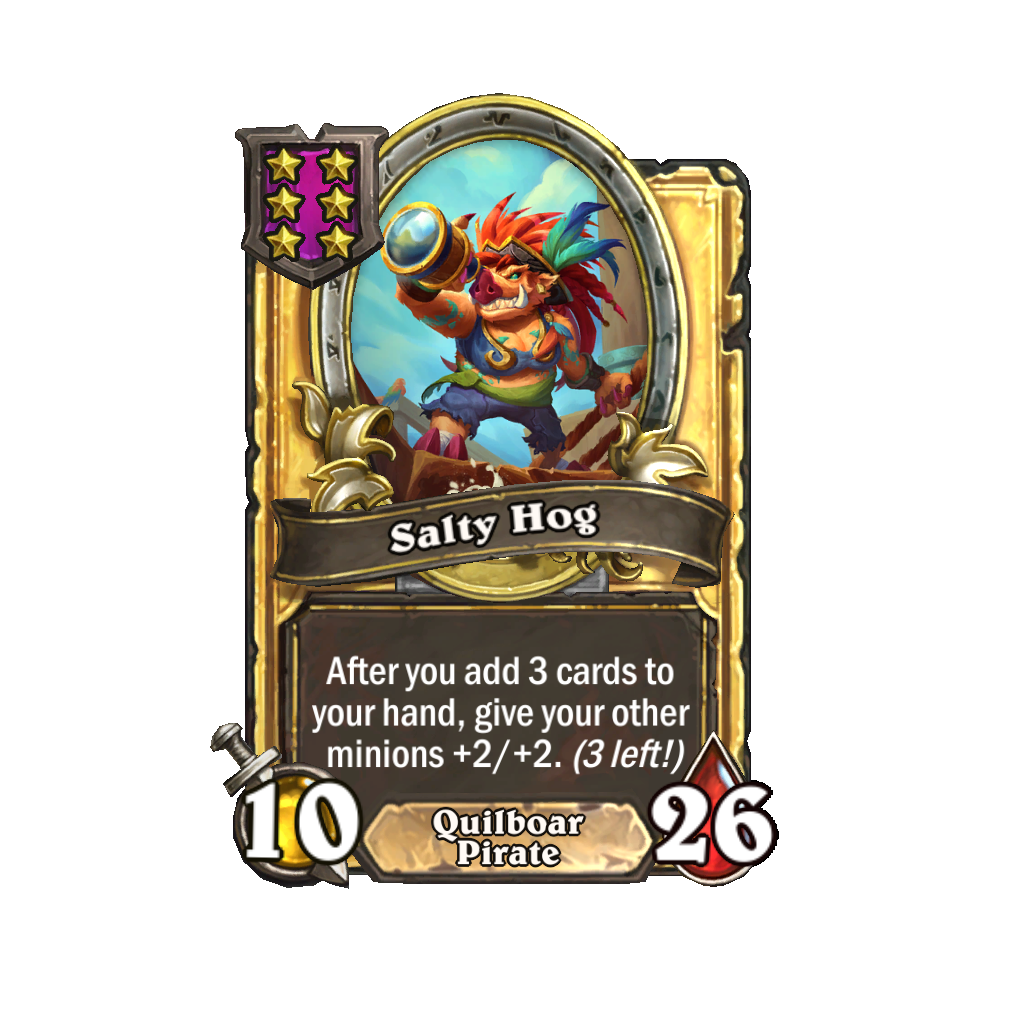 Salty Hog
After you add 3 cards to
your hand, give your other
minions +2/+2. (3 left!)
10
Quilboar
Pirate
26